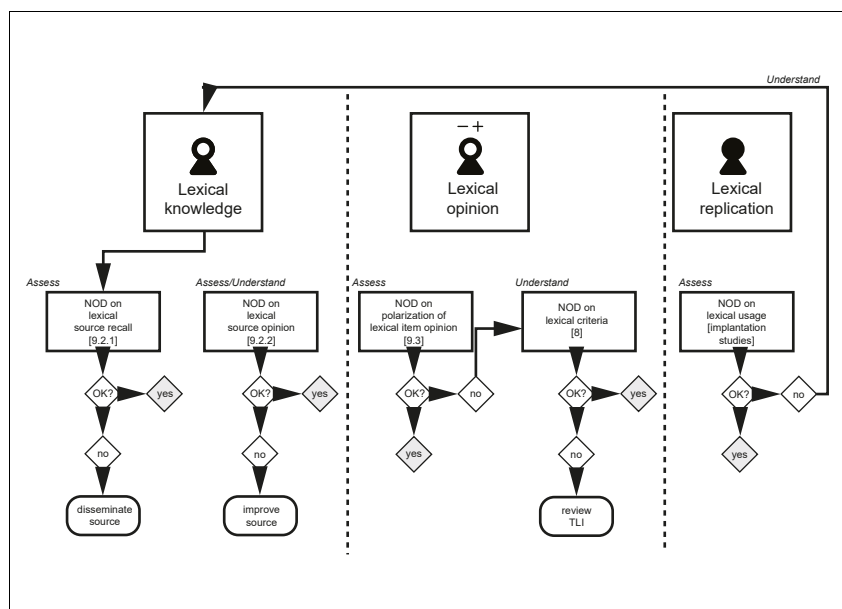 Understand
Lexical
knowledge
− +
Lexical
opinion
Lexical
replication
Assess
NOD on
lexical
source recall
[9.2.1]
OK?
yes
no
disseminate
source
Assess/Understand
NOD on
lexical
source opinion
[9.2.2]
OK?
yes
no
improve
source
Assess
NOD on
polarization of
lexical item opinion
[9.3]
OK?
no
yes
Understand
NOD on
lexical criteria
[8]
OK?
yes
no
review
TLI
Assess
NOD on
lexical usage
[implantation
studies]
OK?
no
yes